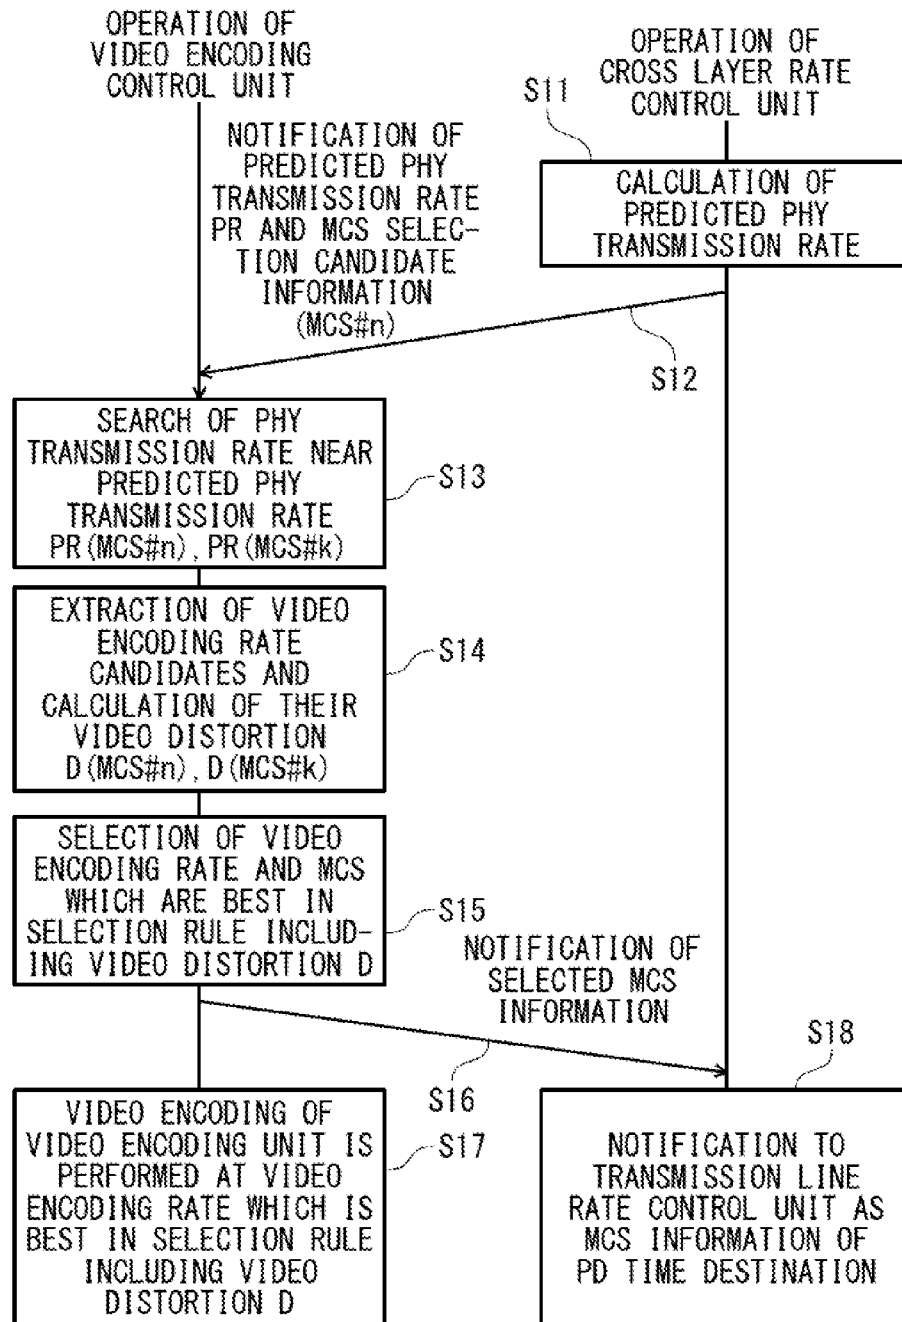 OPERATION OF
VIDEO ENCODING
CONTROL UNIT
OPERATION OF
CROSS LAYER RATE
CONTROL UNIT
S11
CALCULATION OF
PREDICTED PHY
TRANSMISSION RATE
NOTIFICATION OF
PREDICTED PHY
TRANSMISSION RATE
PR AND MCS SELEC-
TION CANDIDATE
INFORMATION
(MCS#n)
S12
SEARCH OF PHY
TRANSMISSION RATE NEAR
PREDICTED PHY
TRANSMISSION RATE
PR(MCS#n), PR(MCS#k)
S13
EXTRACTION OF VIDEO
ENCODING RATE
CANDIDATES AND
CALCULATION OF THEIR
VIDEO DISTORTION
D(MCS#n), D(MCS#k)
S14
SELECTION OF VIDEO
ENCODING RATE AND MCS
WHICH ARE BEST IN
SELECTION RULE INCLUD-
ING VIDEO DISTORTION D
S15
NOTIFICATION OF
SELECTED MCS
INFORMATION
S16
VIDEO ENCODING OF
VIDEO ENCODING UNIT IS
PERFORMED AT VIDEO
ENCODING RATE WHICH IS
BEST IN SELECTION RULE
INCLUDING VIDEO
DISTORTION D
S17
S18
NOTIFICATION TO
TRANSMISSION LINE
RATE CONTROL UNIT AS
MCS INFORMATION OF
PD TIME DESTINATION